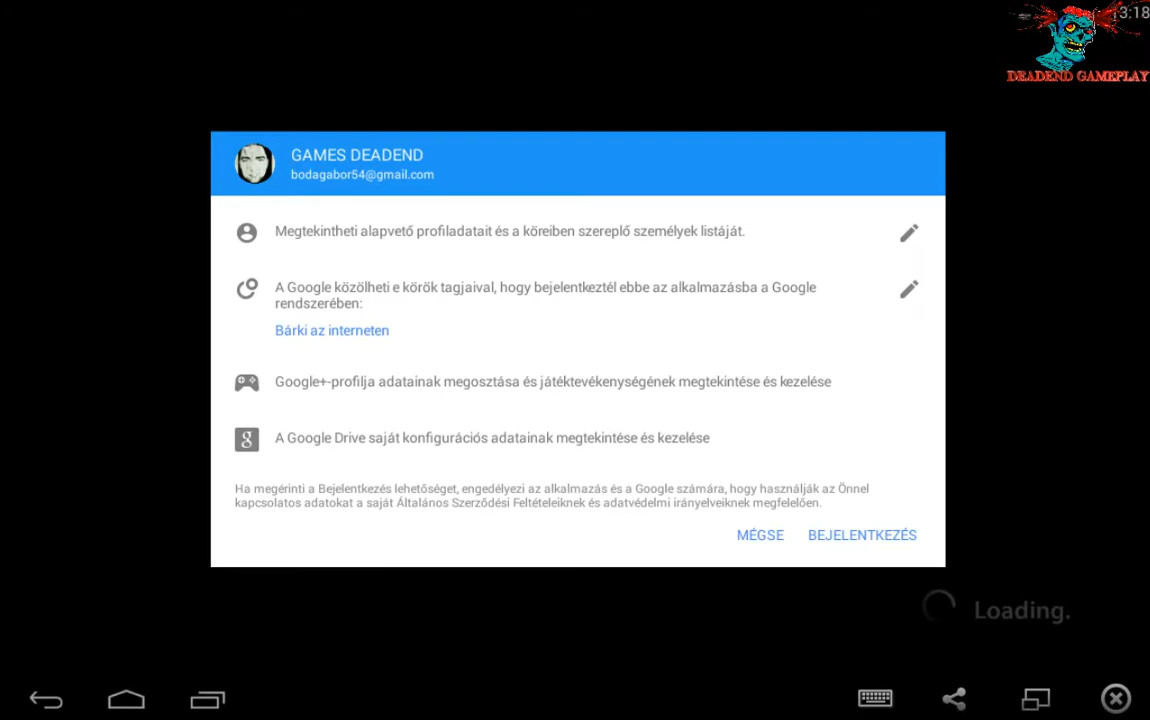 3:18
DEADEND GAMEPLAY
GAMES DEADEND
bodagabor54@gmail.com
Megtekintheti alapvető profiladatait és a köreiben szereplő személyek listáját.
A Google közölheti e körök tagjaival, hogy bejelentkeztél ebbe az alkalmazásba a Google
rendszerében:
Bárki az interneten
Google+-profilja adatainak megosztása és játéktevékenységének megtekintése és kezelése
A Google Drive saját konfigurációs adatainak megtekintése és kezelése
Ha megérinti a Bejelentkezés lehetőséget, engedélyezi az alkalmazás és a Google számára, hogy használják az Önnel
kapcsolatos adatokat a saját Általános Szerződési Feltételeiknek és adatvédelmi irányelveiknek megfelelően.
MÉGSE BEJELENTKEZÉS
Loading.